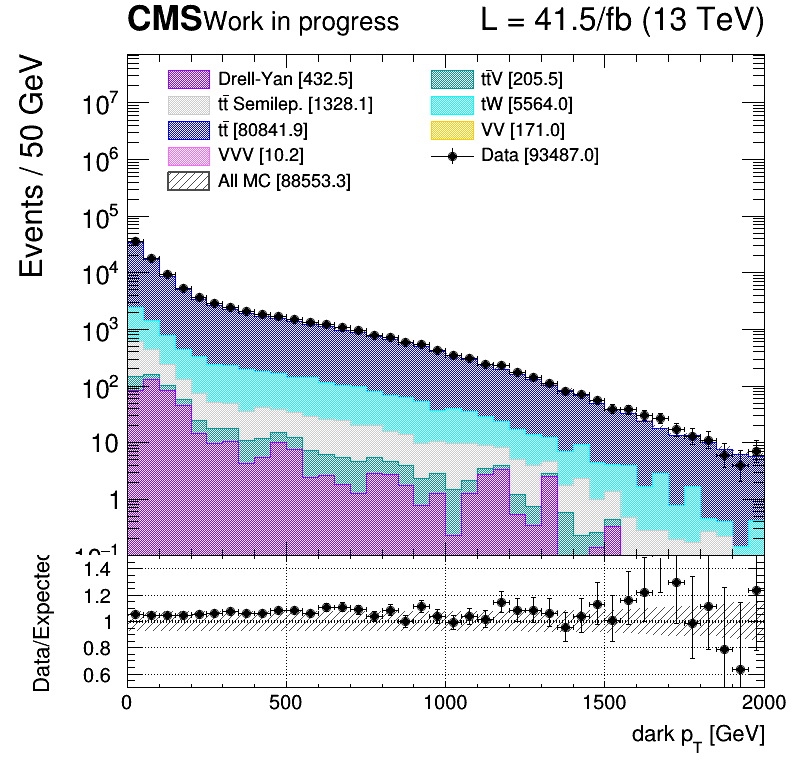 CMS Work in progress L = 41.5/fb (13 TeV)
Events / 50 GeV
Drell-Yan [432.5] tt̄V [205.5]
tt̄ Semilep. [1328.1] tW [5564.0]
tt̄ [80841.9] VV [171.0]
VVV [10.2] Data [93487.0]
All MC [88553.3]
10⁷
10⁶
10⁵
10⁴
10³
10²
10
1
10⁻¹
Data/Expected
1.4
1.2
1
0.8
0.6
0 500 1000 1500 2000
dark p_T [GeV]